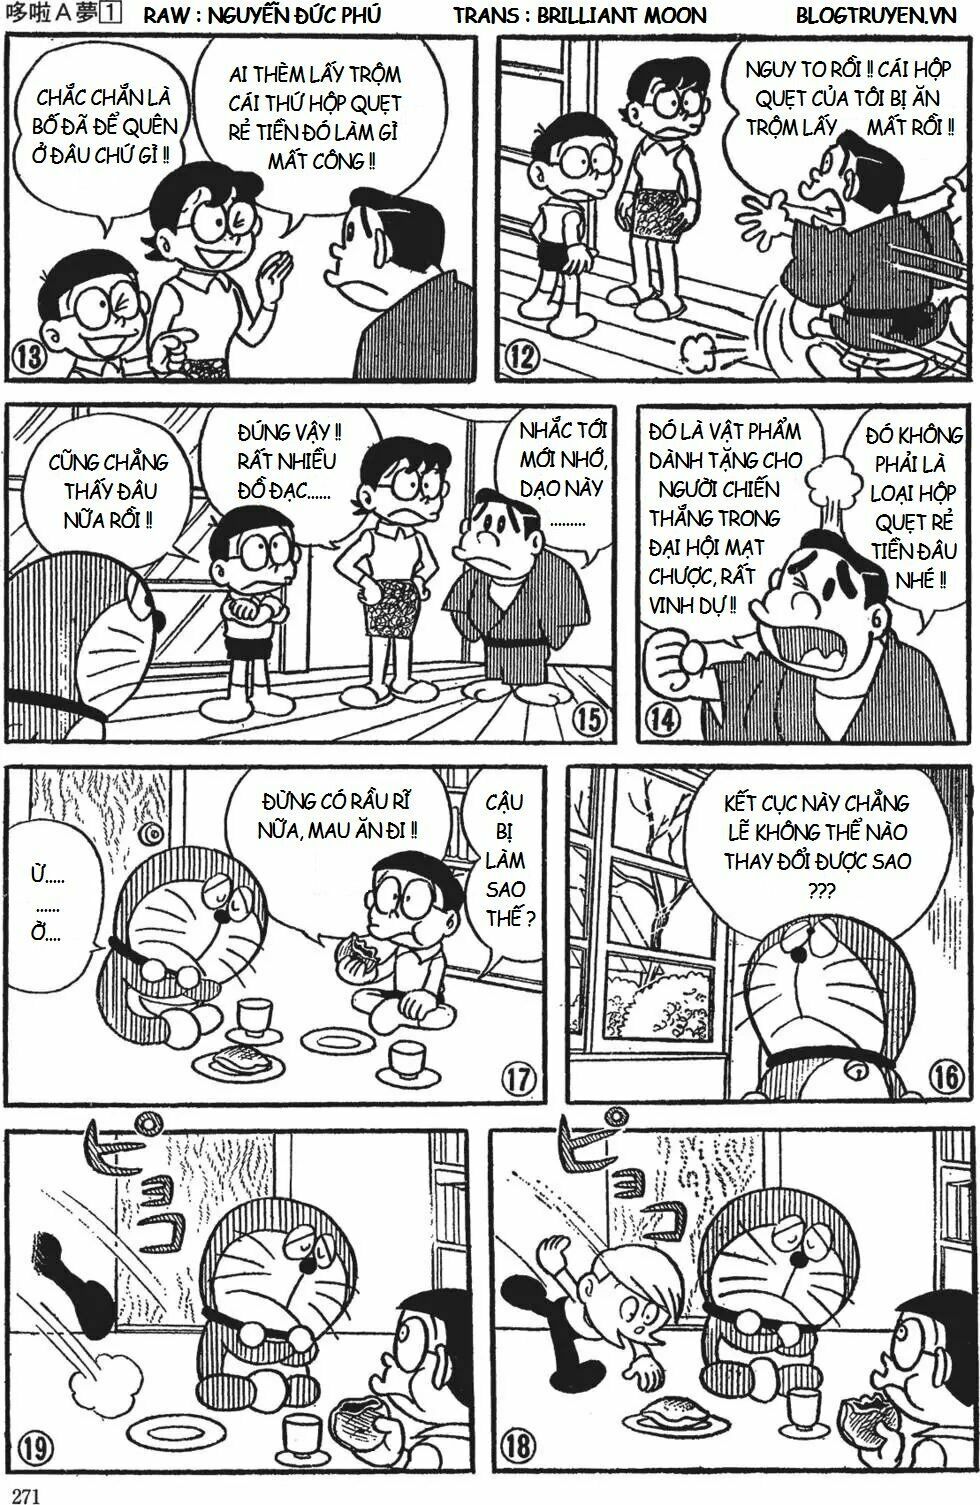 哆啦A夢 1
RAW : NGUYỄN ĐỨC PHÚ
TRANS : BRILLIANT MOON
BLOGTRUYEN.VN
NGUY TO RỒI !! CÁI HỘP
QUẸT CỦA TÔI BỊ ĂN
TRỘM LẤY MẤT RỒI !!
12
AI THÈM LẤY TRỘM
CÁI THỨ HỘP QUẸT
RẺ TIỀN ĐÓ LÀM GÌ
MẤT CÔNG !!
CHẮC CHẮN LÀ
BỐ ĐÃ ĐỂ QUÊN
Ở ĐÂU CHỨ GÌ !!
13
ĐÓ KHÔNG
PHẢI LÀ
LOẠI HỘP
QUẸT RẺ
TIỀN ĐÂU
NHÉ !!
ĐÓ LÀ VẬT PHẨM
DÀNH TẶNG CHO
NGƯỜI CHIẾN
THẮNG TRONG
ĐẠI HỘI MẠT
CHƯỢC, RẤT
VINH DỰ !!
14
NHẮC TỚI
MỚI NHỚ,
DẠO NÀY
.........
ĐÚNG VẬY !!
RẤT NHIỀU
ĐỒ ĐẠC......
CŨNG CHẲNG
THẤY ĐÂU
NỮA RỒI !!
15
KẾT CỤC NÀY CHẲNG
LẼ KHÔNG THỂ NÀO
THAY ĐỔI ĐƯỢC SAO
???
16
CẬU
BỊ
LÀM
SAO
THẾ ?
ĐỪNG CÓ RẦU RĨ
NỮA, MAU ĂN ĐI !!
Ừ.....
......
Ờ....
17
ピョコ
18
ピョコ
19
271